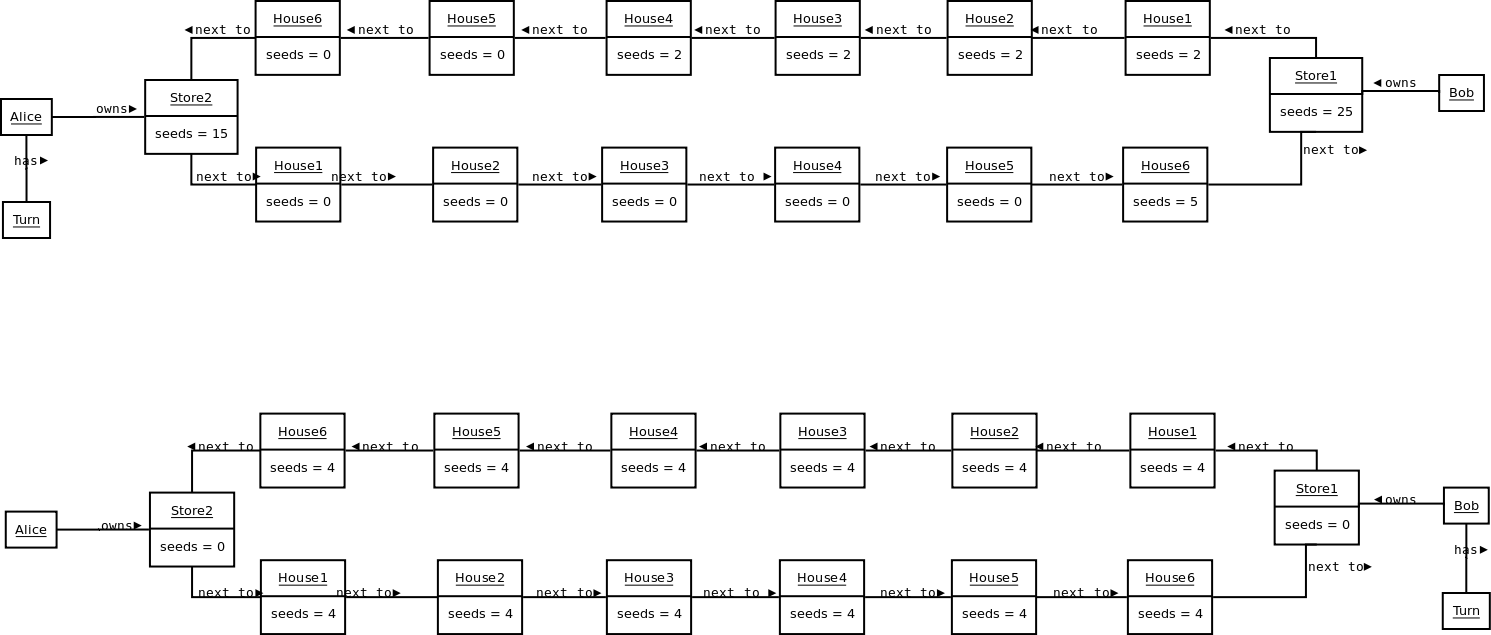 House6 House5 House4 House3 House2 House1
◄next to ◄next to ◄next to ◄next to ◄next to ◄next to ◄next to
seeds = 0 seeds = 0 seeds = 2 seeds = 2 seeds = 2 seeds = 2
Store1
Store2 ◄owns Bob
Alice owns► seeds = 25
seeds = 15
has► next to►
House1 House2 House3 House4 House5 House6
next to► next to► next to► next to ► next to► next to►
seeds = 0 seeds = 0 seeds = 0 seeds = 0 seeds = 0 seeds = 5
Turn
House6 House5 House4 House3 House2 House1
◄next to ◄next to ◄next to ◄next to ◄next to ◄next to ◄next to
seeds = 4 seeds = 4 seeds = 4 seeds = 4 seeds = 4 seeds = 4
Store1
Store2 ◄owns Bob
Alice owns► seeds = 0
seeds = 0 has►
next to►
House1 House2 House3 House4 House5 House6
next to► next to► next to► next to ► next to► next to►
seeds = 4 seeds = 4 seeds = 4 seeds = 4 seeds = 4 seeds = 4 Turn